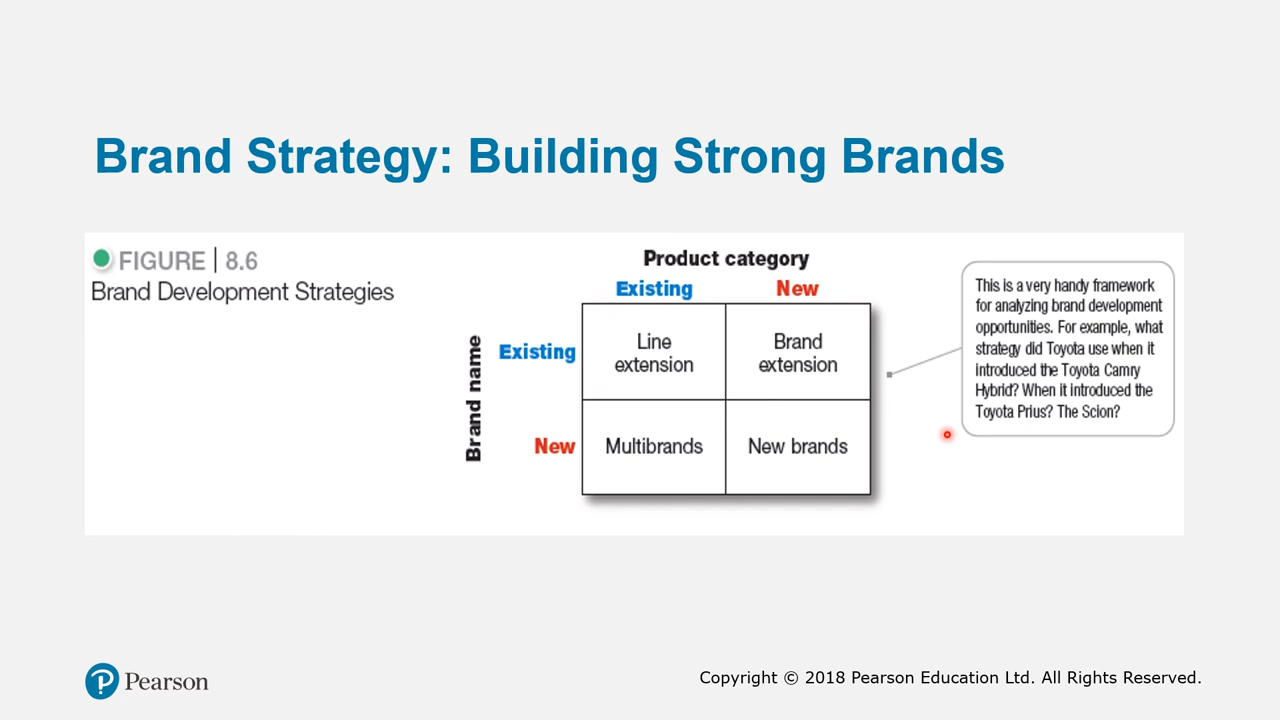 Brand Strategy: Building Strong Brands
FIGURE | 8.6
Brand Development Strategies
Product category
Existing New
Brand name
Existing
Line
extension
Brand
extension
New
Multibrands
New brands
This is a very handy framework
for analyzing brand development
opportunities. For example, what
strategy did Toyota use when it
introduced the Toyota Camry
Hybrid? When it introduced the
Toyota Prius? The Scion?
Pearson
Copyright © 2018 Pearson Education Ltd. All Rights Reserved.